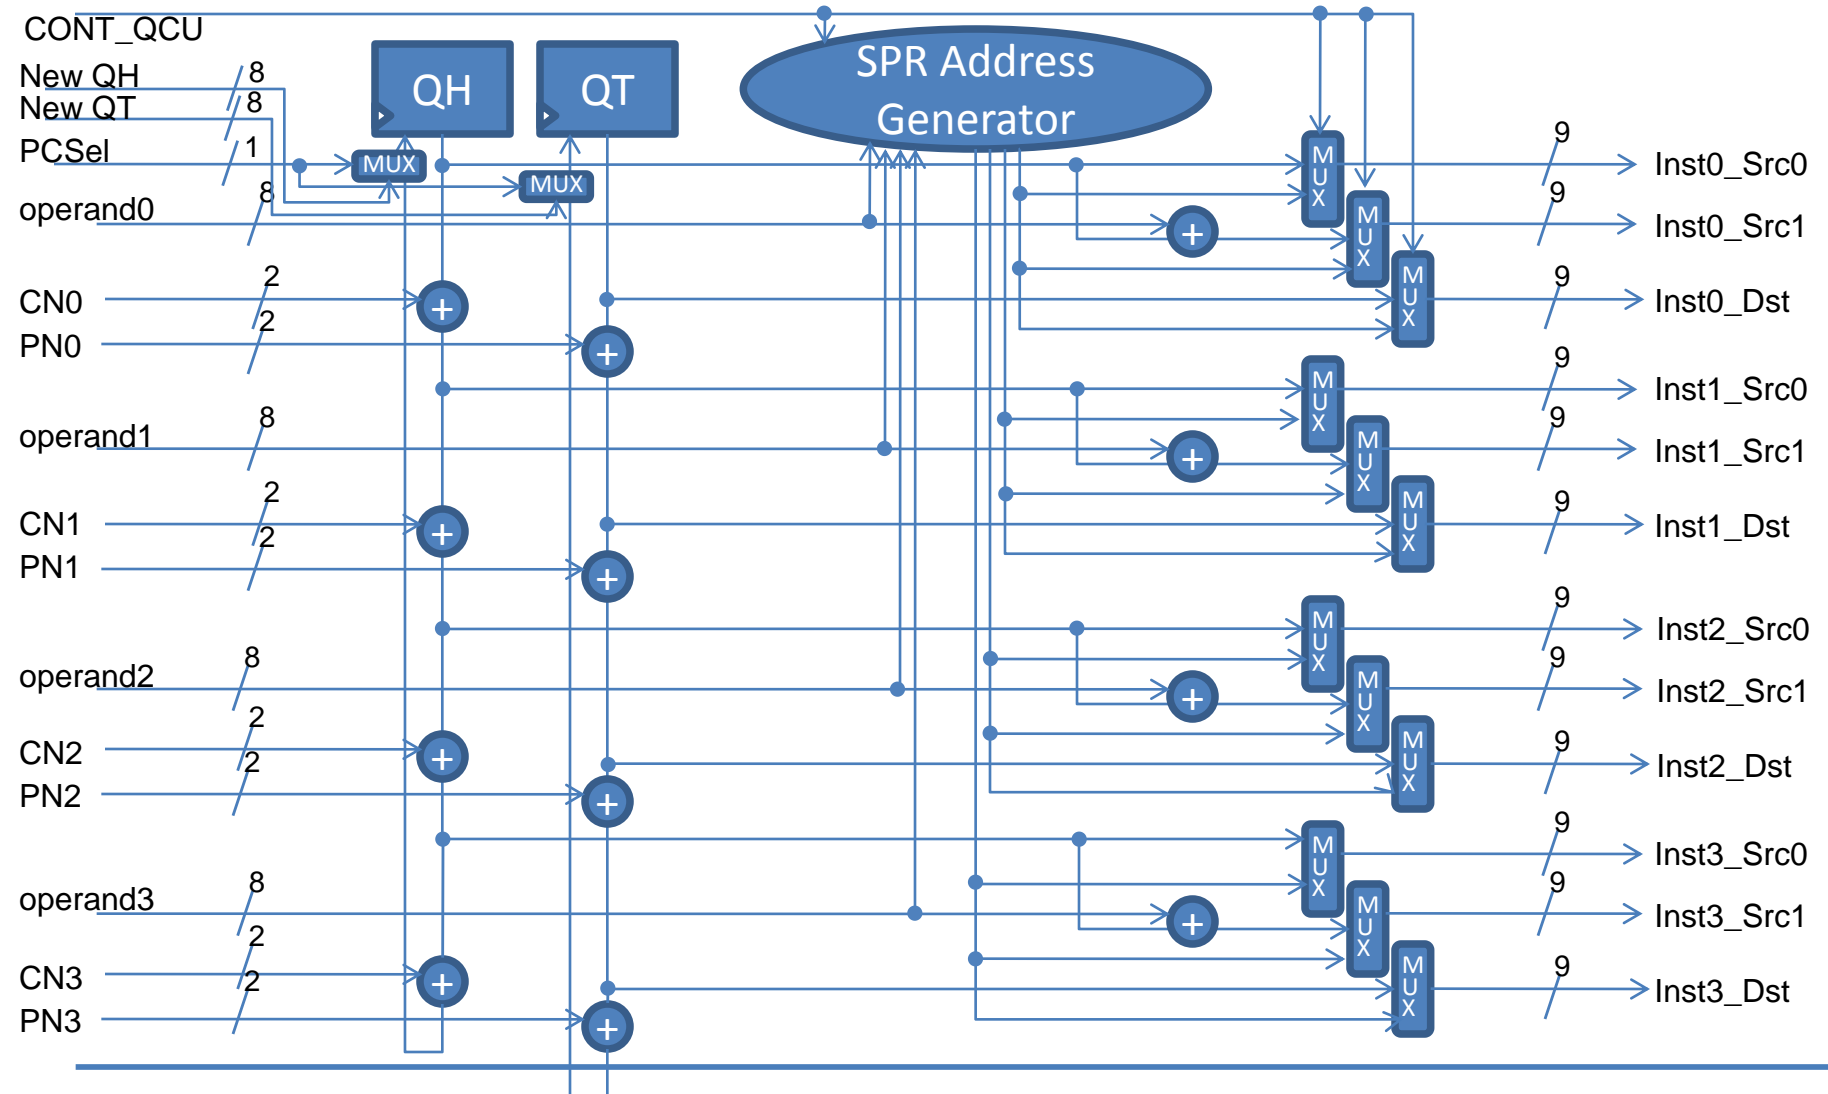 CONT_QCU
New QH
8
New QT
8
PCSel
1
QH
QT
SPR Address
Generator
MUX
MUX
operand0
8
CN0
2
PN0
2
+
+
+
MUX
MUX
MUX
9
Inst0_Src0
9
Inst0_Src1
9
Inst0_Dst
operand1
8
CN1
2
PN1
2
+
+
+
MUX
MUX
MUX
9
Inst1_Src0
9
Inst1_Src1
9
Inst1_Dst
operand2
8
CN2
2
PN2
2
+
+
+
MUX
MUX
MUX
9
Inst2_Src0
9
Inst2_Src1
9
Inst2_Dst
operand3
8
CN3
2
PN3
2
+
+
+
MUX
MUX
MUX
9
Inst3_Src0
9
Inst3_Src1
9
Inst3_Dst